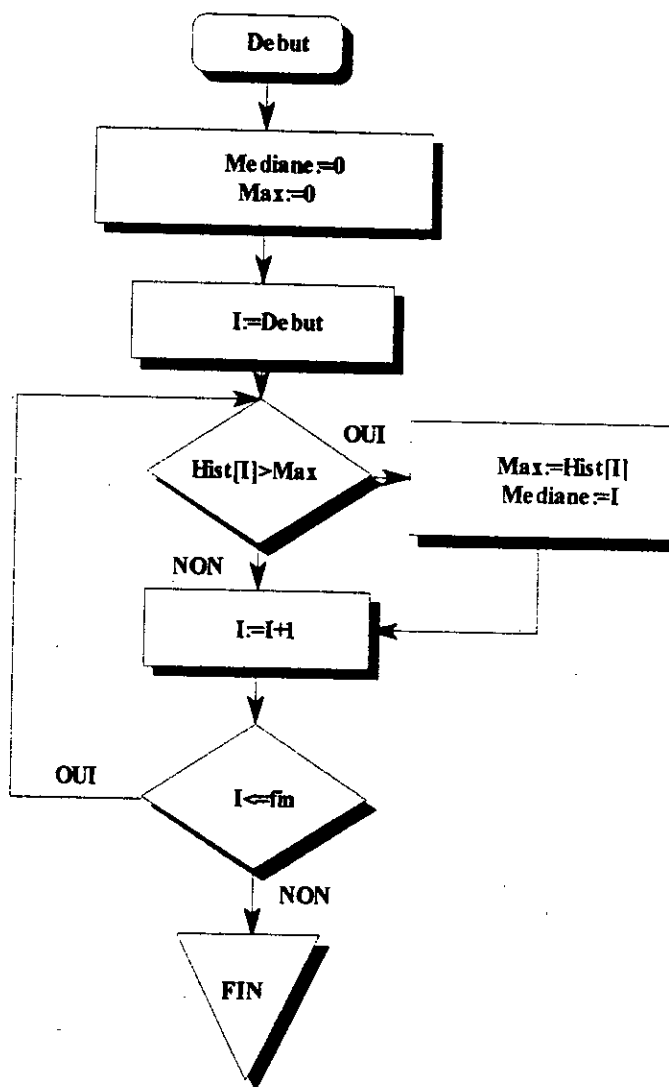 Debut
Mediane:=0
Max:=0
I:=Debut
Hist[I]>Max
OUI
Max:=Hist[I]
Mediane:=I
NON
I:=I+1
OUI
I<=fin
NON
FIN